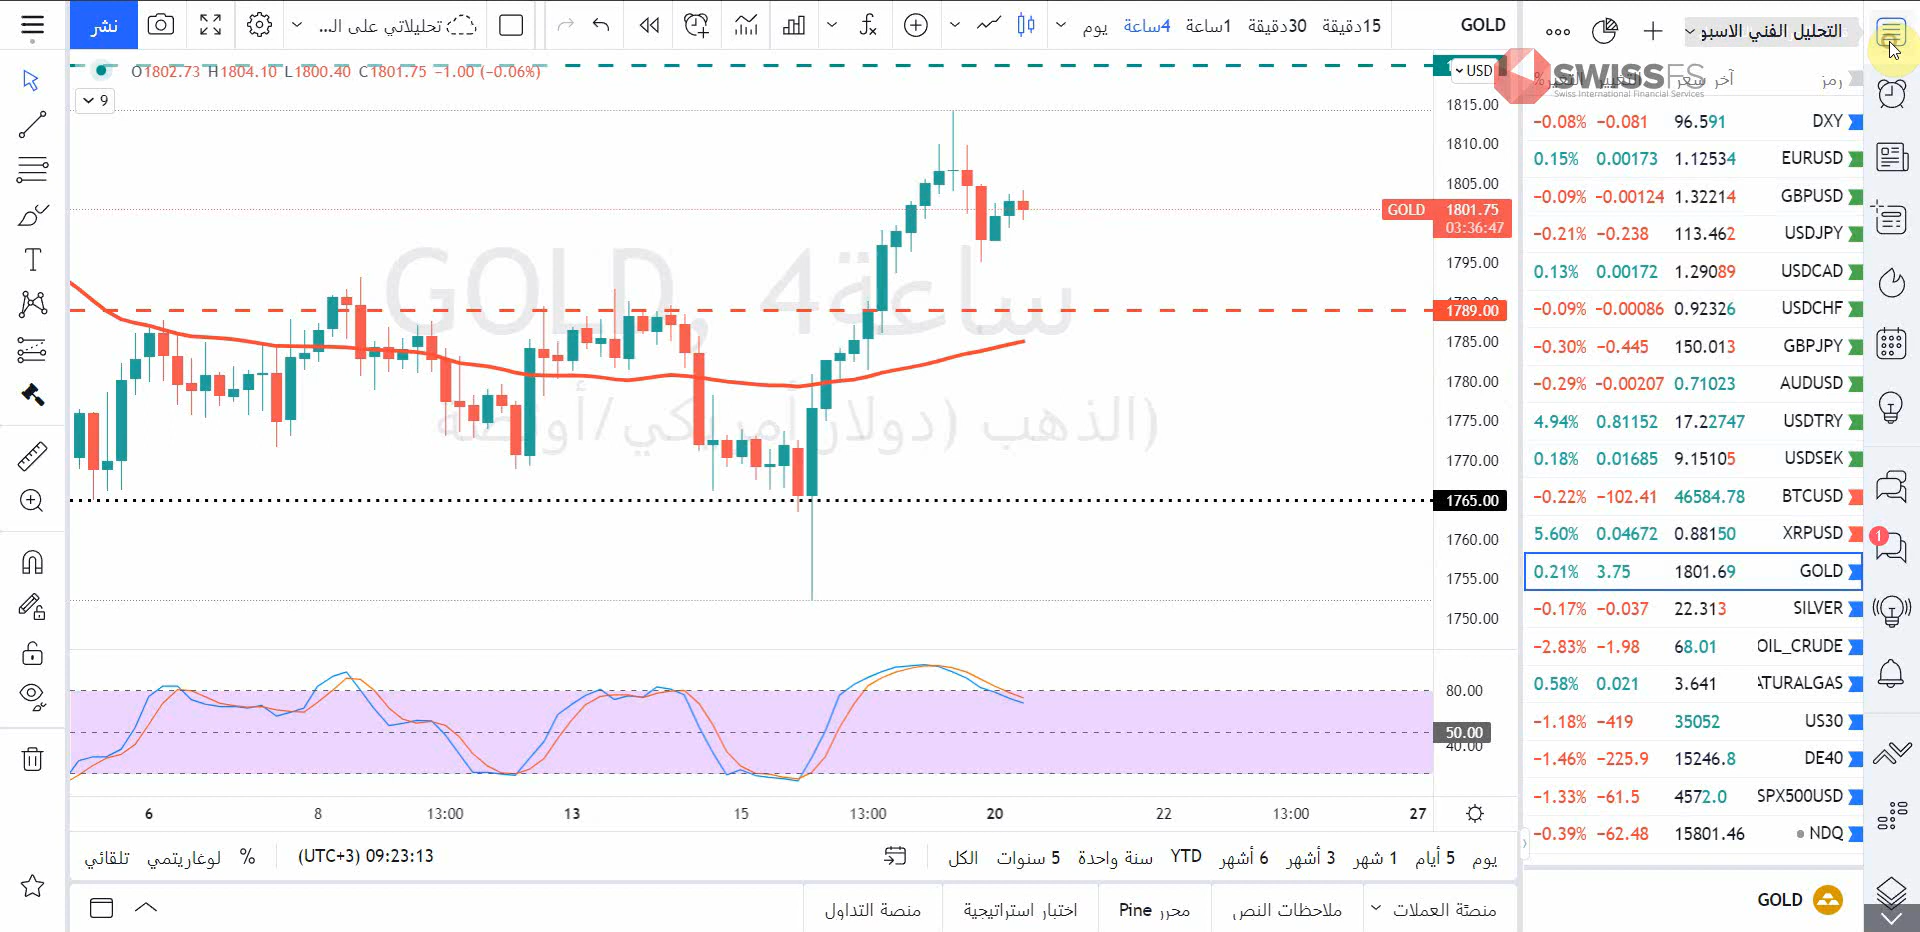 نشر
تحليلاتي على ال...
يوم
4ساعة
1ساعة
30دقيقة
15دقيقة
GOLD
التحليل الفني الاسبو
O1802.73 H1804.10 L1800.40 C1801.75 −1.00 (−0.06%)
9
USD
SWISSFS
Swiss International Financial Services
رمز
آخر سعر
GOLD, 4ساعة
الذهب (دولار أمريكي/أونصة)
1815.00
1810.00
1805.00
GOLD 1801.75
03:36:47
1795.00
1789.00
1785.00
1780.00
1775.00
1770.00
1765.00
1760.00
1755.00
1750.00
80.00
50.00
40.00
6 8 13:00 13 15 13:00 20 22 13:00 27
DXY 96.591 −0.081 −0.08%
EURUSD 1.12534 0.00173 0.15%
GBPUSD 1.32214 −0.00124 −0.09%
USDJPY 113.462 −0.238 −0.21%
USDCAD 1.29089 0.00172 0.13%
USDCHF 0.92326 −0.00086 −0.09%
GBPJPY 150.013 −0.445 −0.30%
AUDUSD 0.71023 −0.00207 −0.29%
USDTRY 17.22747 0.81152 4.94%
USDSEK 9.15105 0.01685 0.18%
BTCUSD 46584.78 −102.41 −0.22%
XRPUSD 0.88150 0.04672 5.60%
GOLD 1801.69 3.75 0.21%
SILVER 22.313 −0.037 −0.17%
OIL_CRUDE 68.01 −1.98 −2.83%
ATURALGAS 3.641 0.021 0.58%
US30 35052 −419 −1.18%
DE40 15246.8 −225.9 −1.46%
SPX500USD 4572.0 −61.5 −1.33%
NDQ 15801.46 −62.48 −0.39%
1
GOLD
يوم 5 أيام 1 شهر 3 أشهر 6 أشهر YTD سنة واحدة 5 سنوات الكل
09:23:13 (UTC+3)
% لوغاريتمي تلقائي
منصئة العملات
ملاحظات النص
محرر Pine
اختبار استراتيجية
منصة التداول